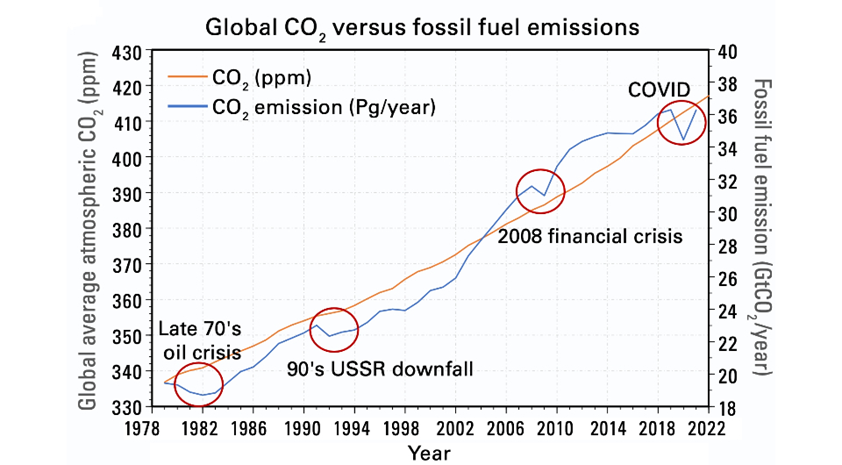 Global CO₂ versus fossil fuel emissions
430
420
410
400
390
380
370
360
350
340
330
Global average atmospheric CO₂ (ppm)
CO₂ (ppm)
CO₂ emission (Pg/year)
COVID
2008 financial crisis
Late 70's
oil crisis
90's USSR downfall
40
38
36
34
32
30
28
26
24
22
20
18
Fossil fuel emission (GtCO₂/year)
1978 1982 1986 1990 1994 1998 2002 2006 2010 2014 2018 2022
Year